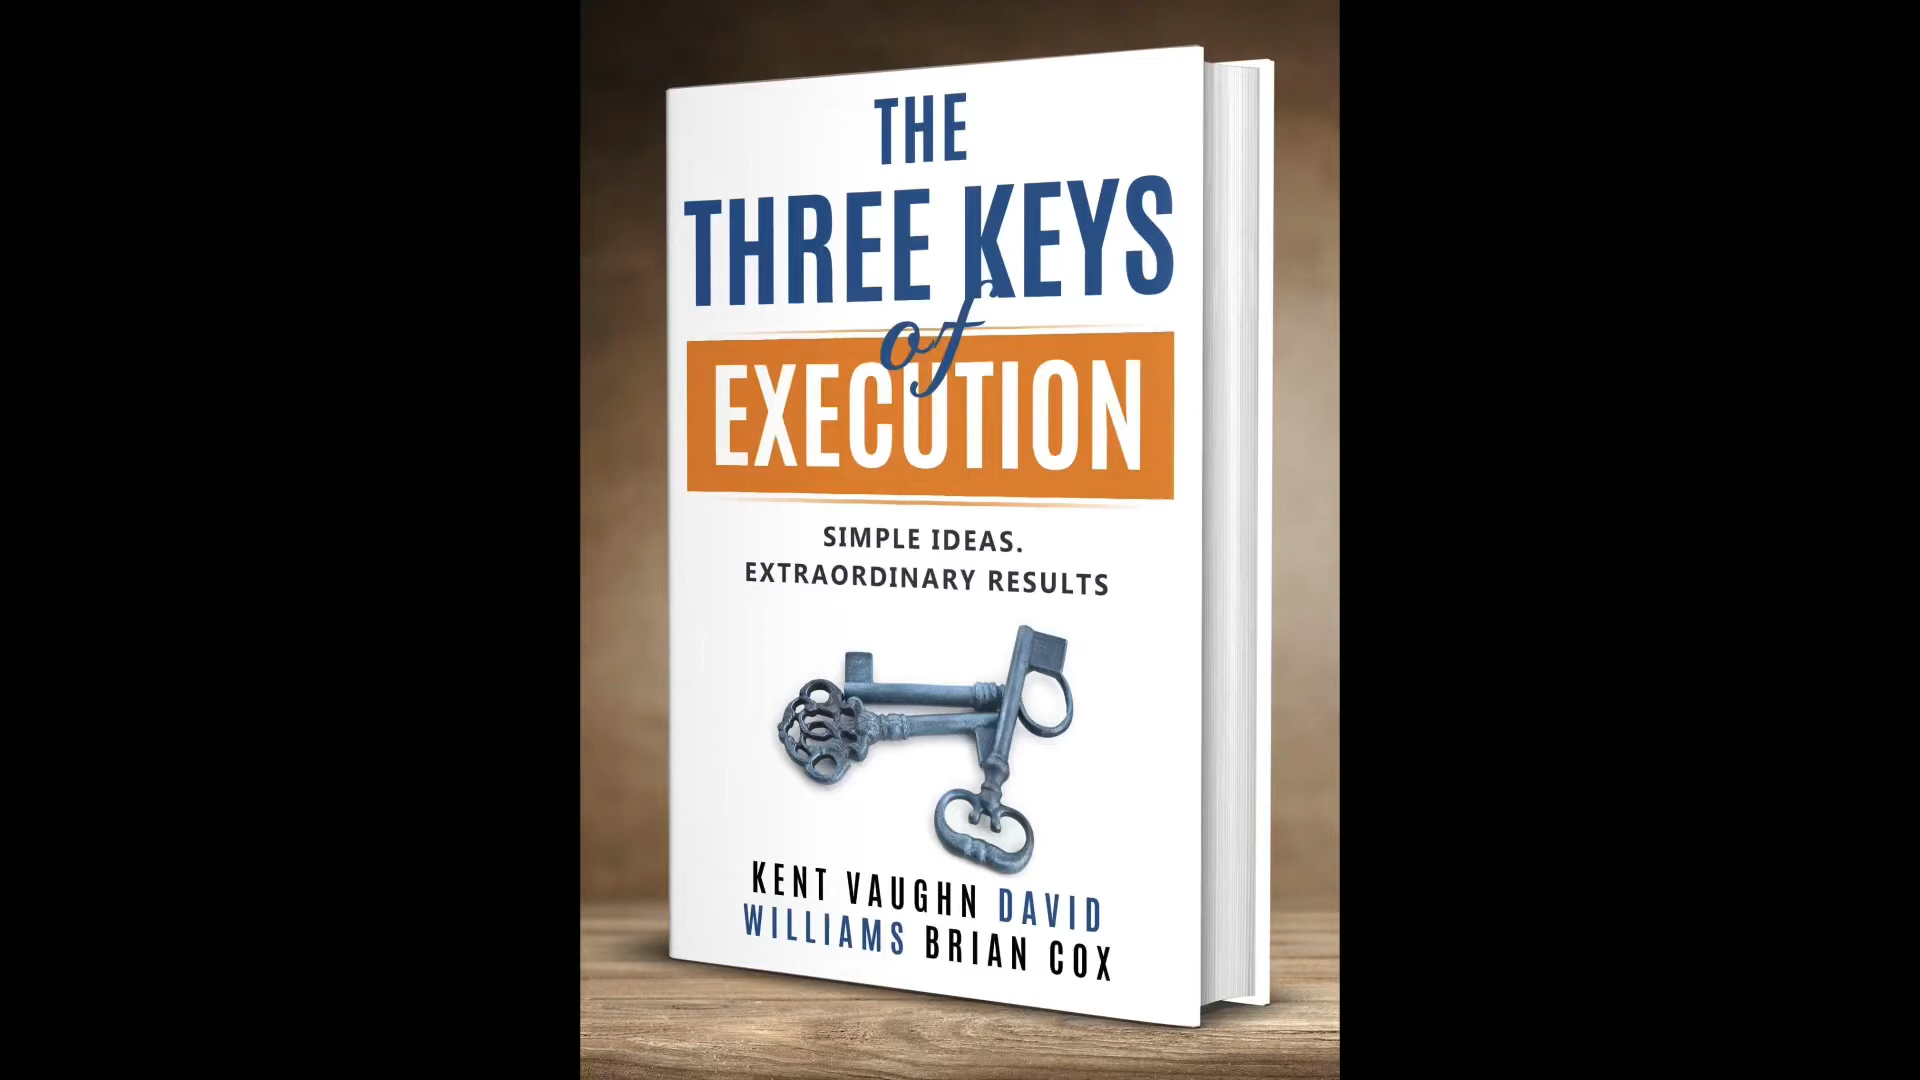 THE
THREE KEYS
of
EXECUTION
SIMPLE IDEAS.
EXTRAORDINARY RESULTS
KENT VAUGHN DAVID
WILLIAMS BRIAN COX